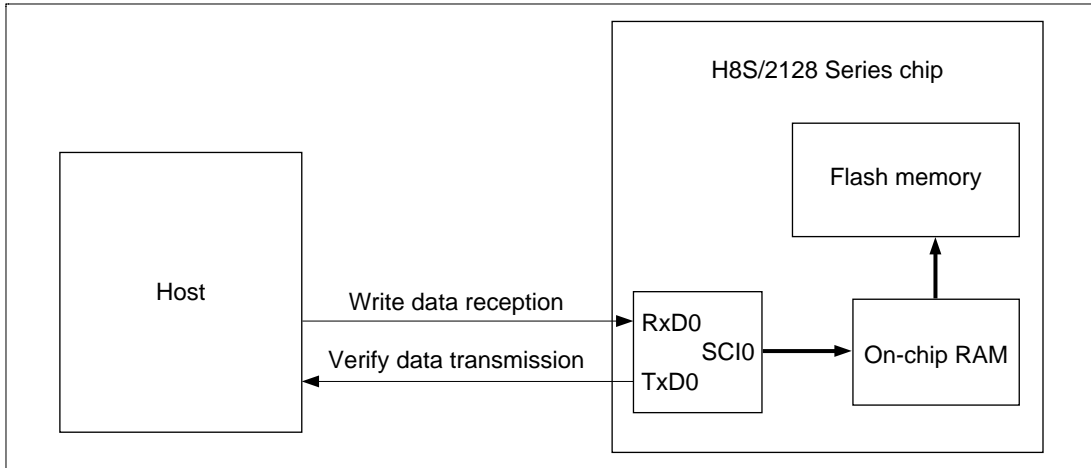 H8S/2128 Series chip
Flash memory
Host
Write data reception
RxD0
SCI0
On-chip RAM
Verify data transmission
TxD0